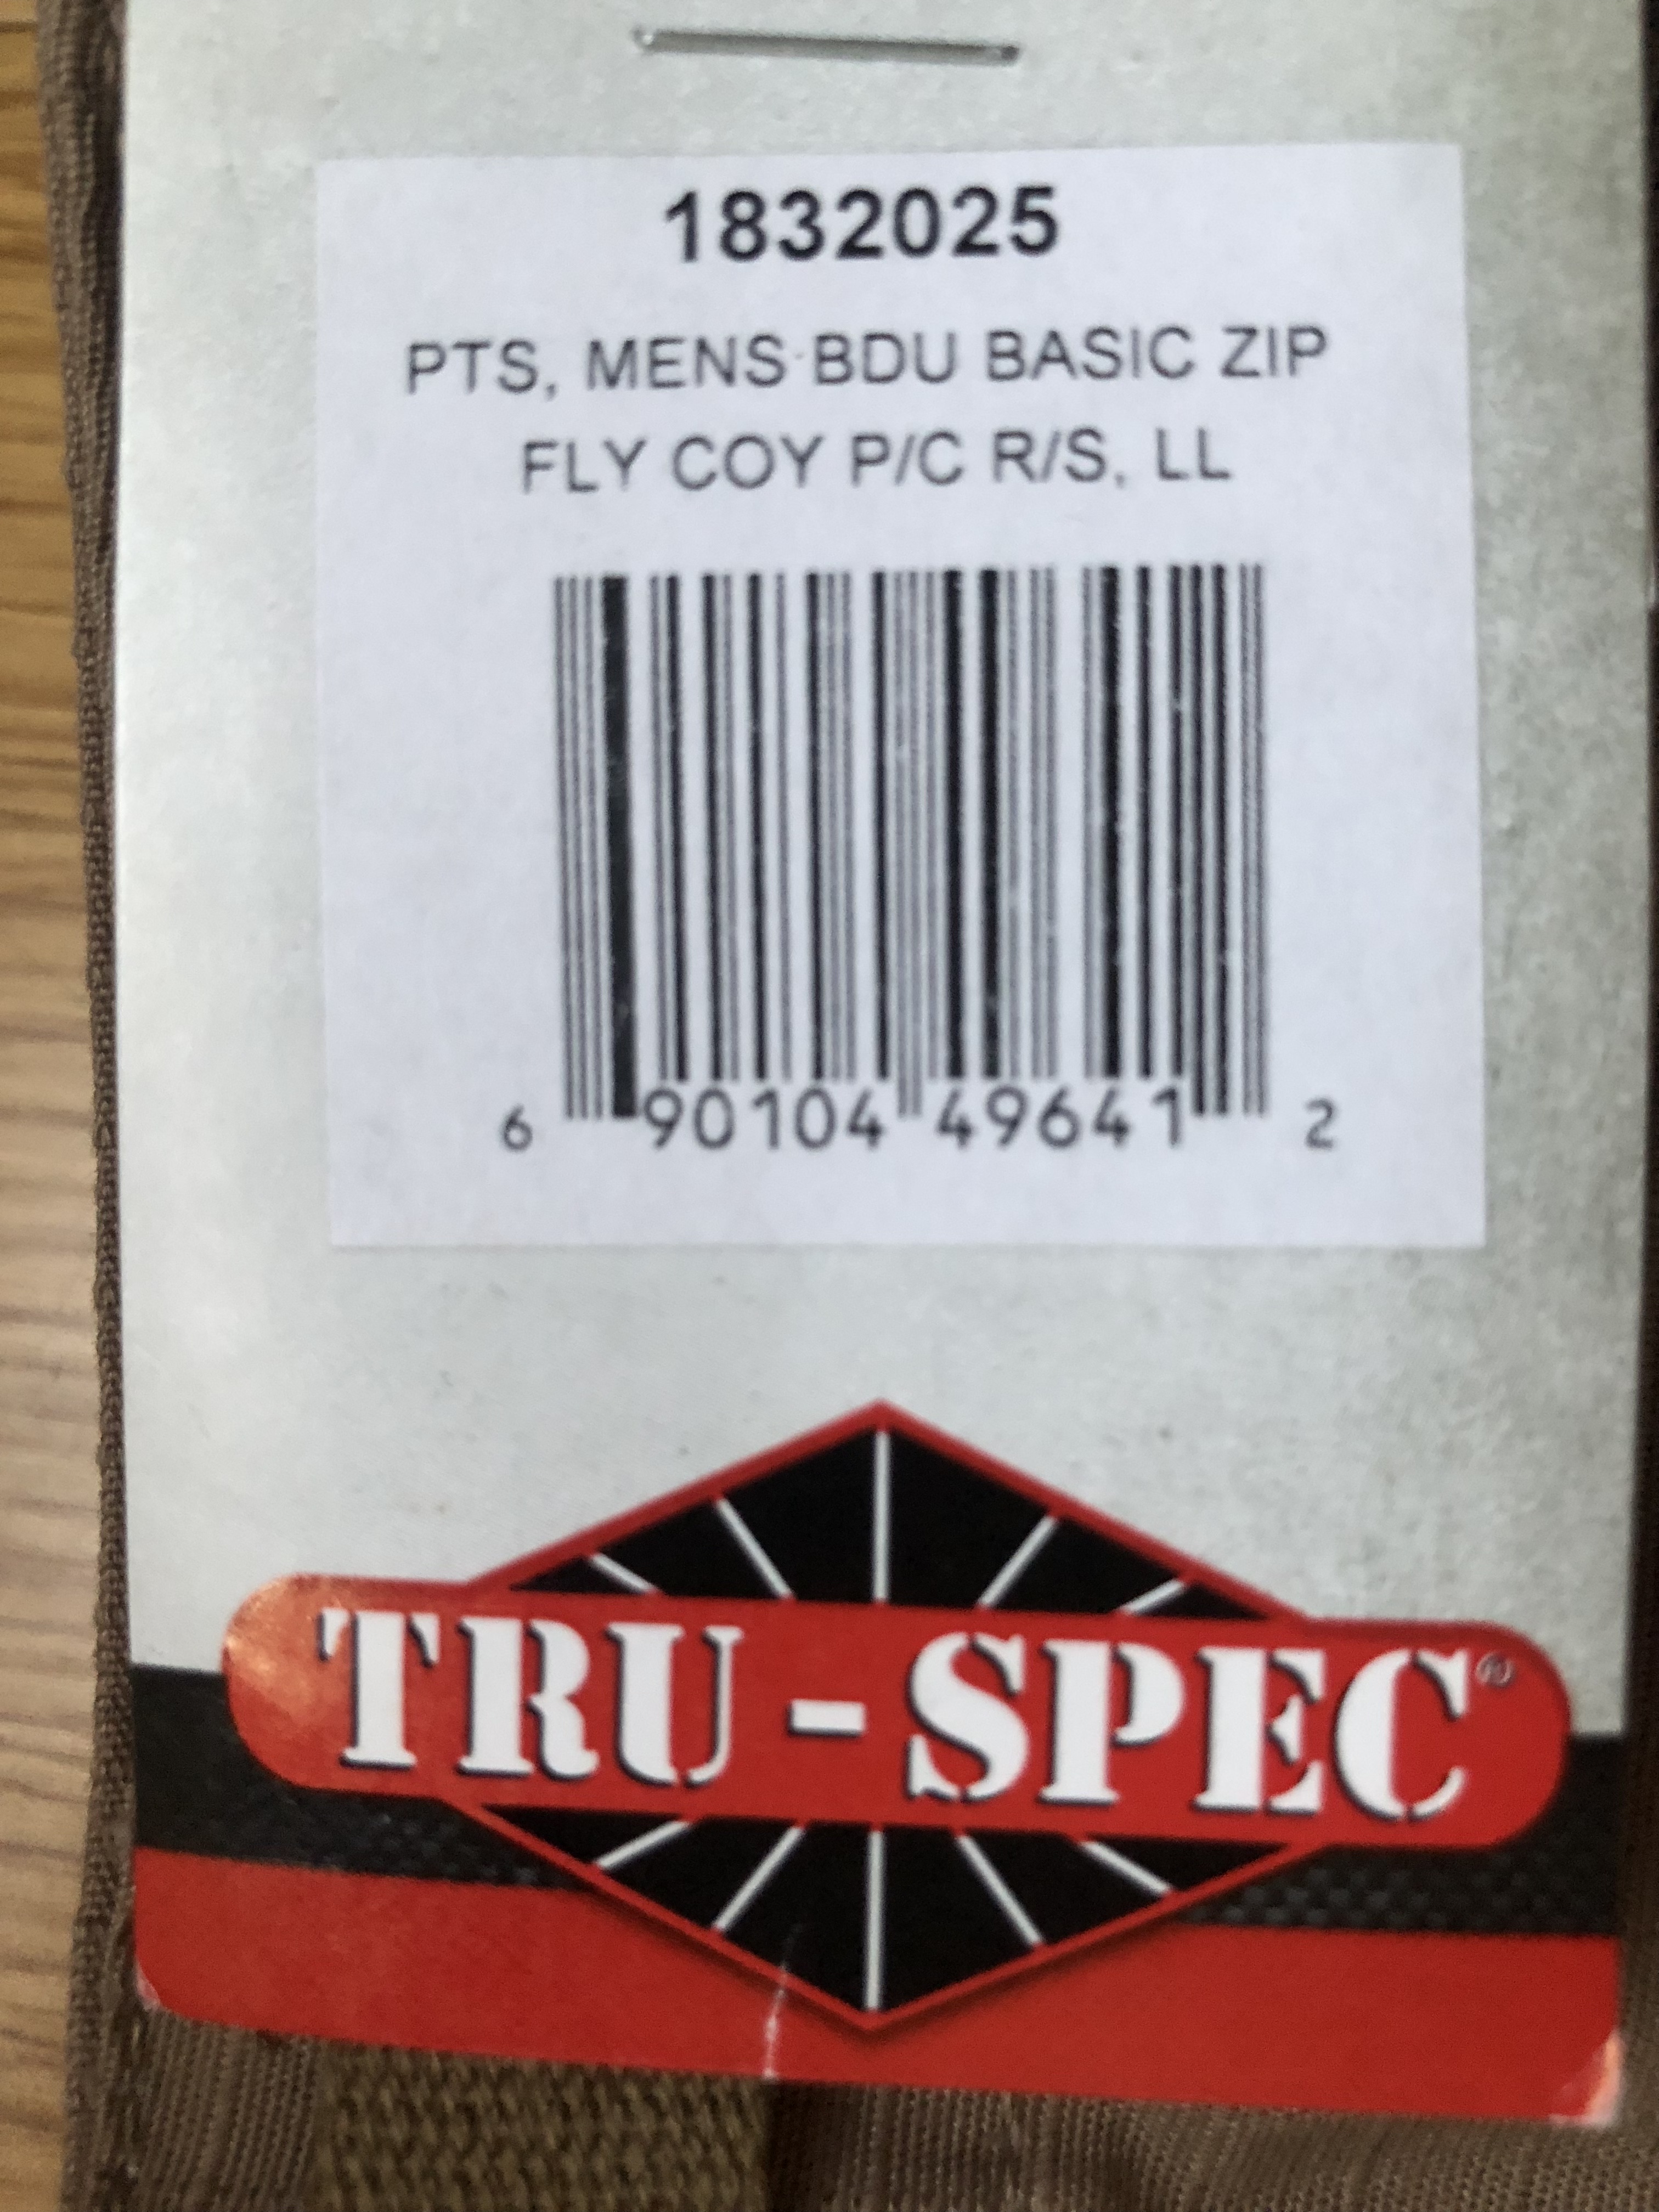 1832025
PTS, MENS BDU BASIC ZIP
FLY COY P/C R/S, LL
6 90104 49641 2
TRU-SPEC®